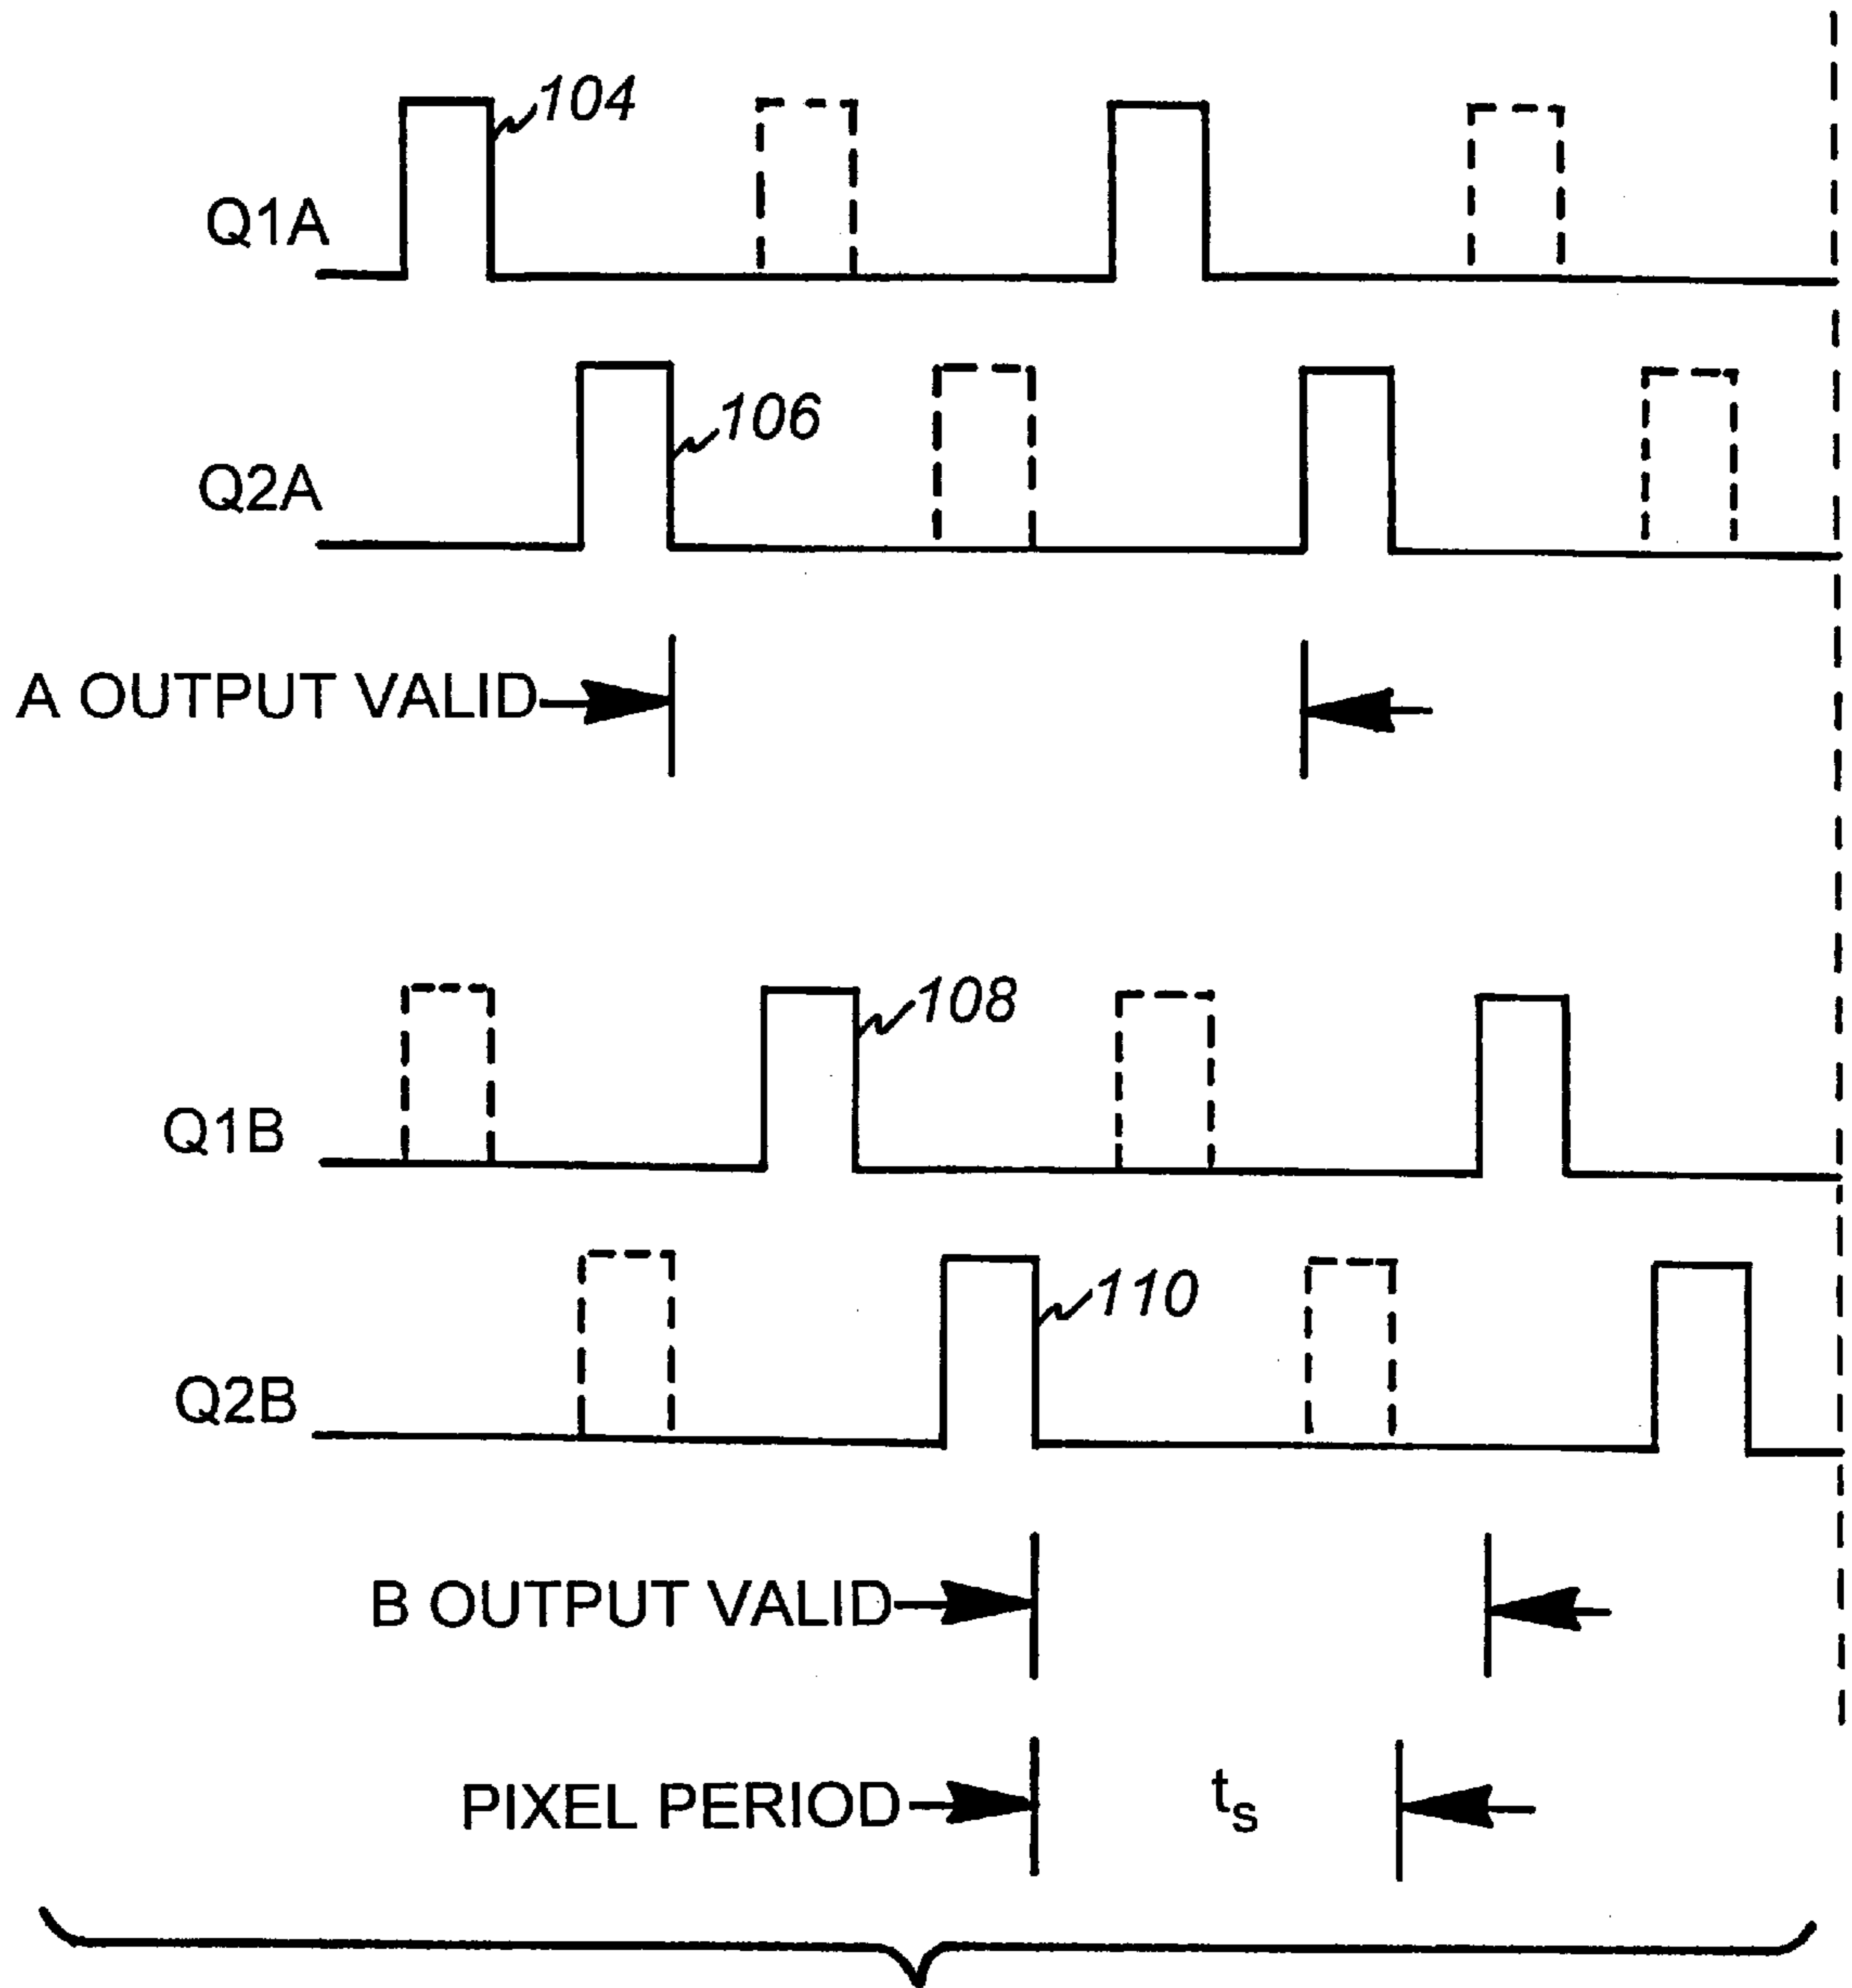 104
Q1A
106
Q2A
A OUTPUT VALID
108
Q1B
110
Q2B
B OUTPUT VALID
PIXEL PERIOD ts